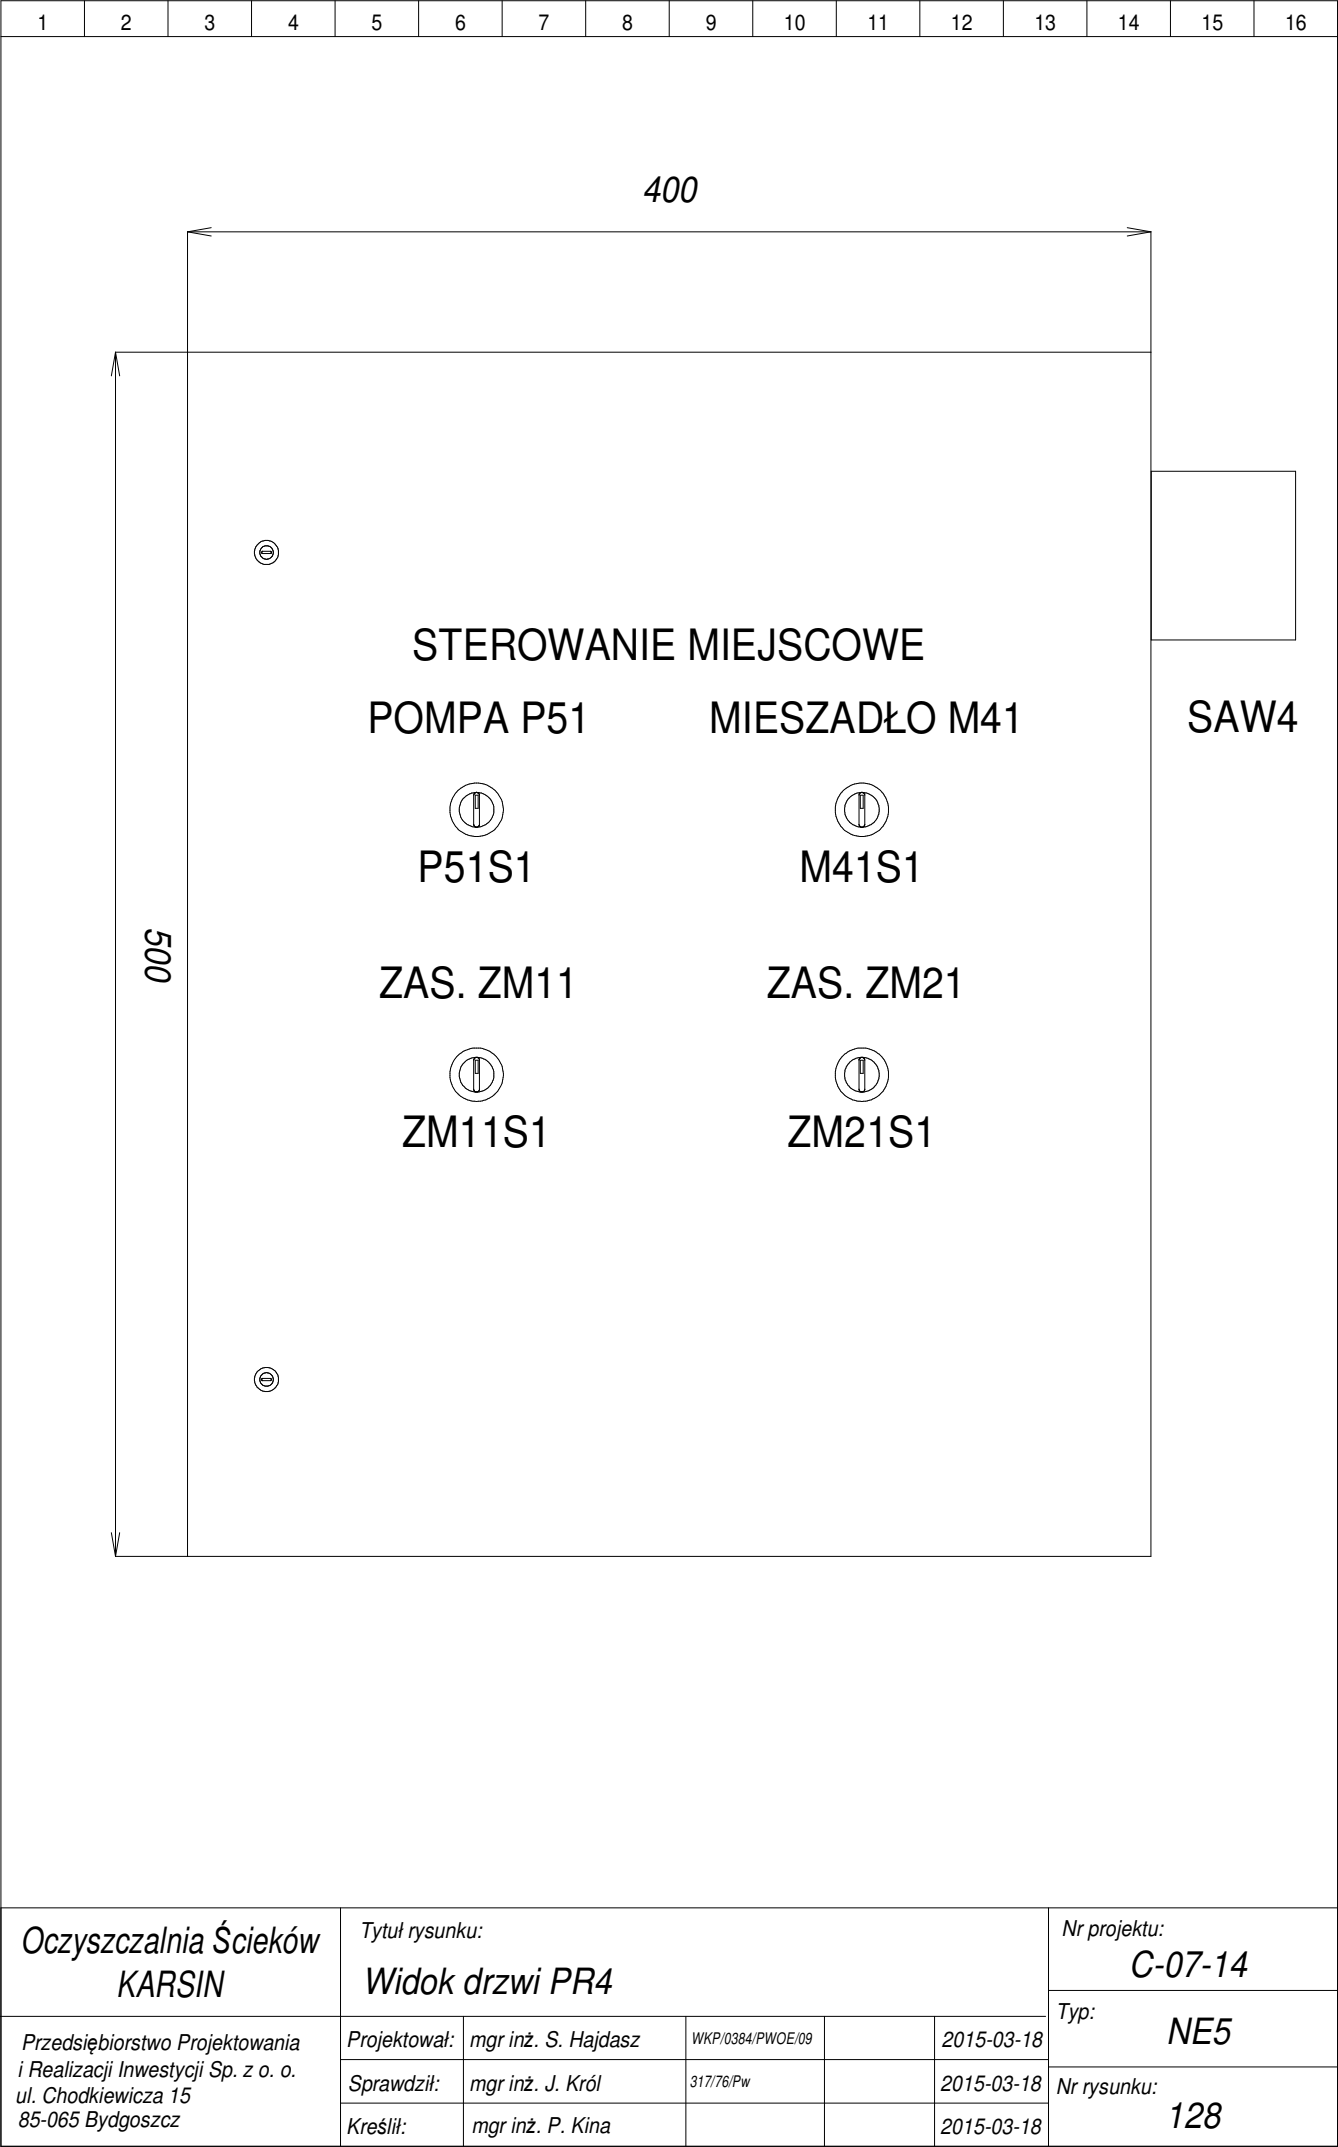 1 2 3 4 5 6 7 8 9 10 11 12 13 14 15 16
400
500
STEROWANIE MIEJSCOWE
POMPA P51 MIESZADŁO M41 SAW4
P51S1 M41S1
ZAS. ZM11 ZAS. ZM21
ZM11S1 ZM21S1
Oczyszczalnia Ścieków
KARSIN
Przedsiębiorstwo Projektowania
i Realizacji Inwestycji Sp. z o. o.
ul. Chodkiewicza 15
85-065 Bydgoszcz
Tytuł rysunku:
Widok drzwi PR4
Projektował: mgr inż. S. Hajdasz WKP/0384/PWOE/09 2015-03-18
Sprawdził: mgr inż. J. Król 317/76/Pw 2015-03-18
Kreślił: mgr inż. P. Kina 2015-03-18
Nr projektu:
C-07-14
Typ:
NE5
Nr rysunku:
128